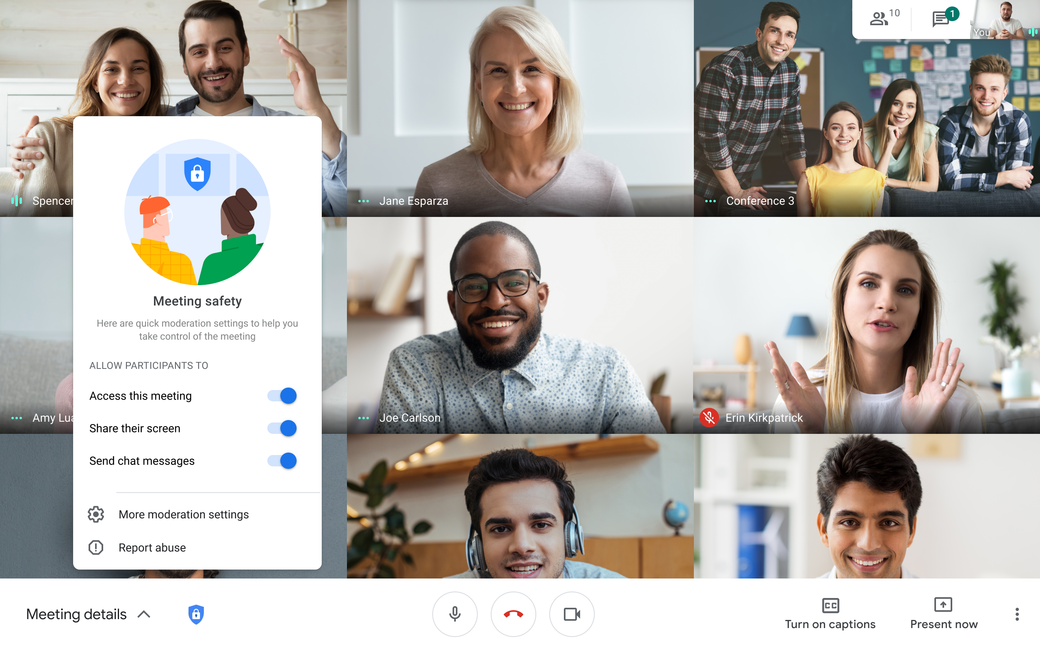 10
1
You
Spencer
Jane Esparza
Conference 3
Meeting safety
Here are quick moderation settings to help you
take control of the meeting
ALLOW PARTICIPANTS TO
Access this meeting
Share their screen
Send chat messages
More moderation settings
Report abuse
Amy
Joe Carlson
Erin Kirkpatrick
Meeting details
CC
Turn on captions
Present now